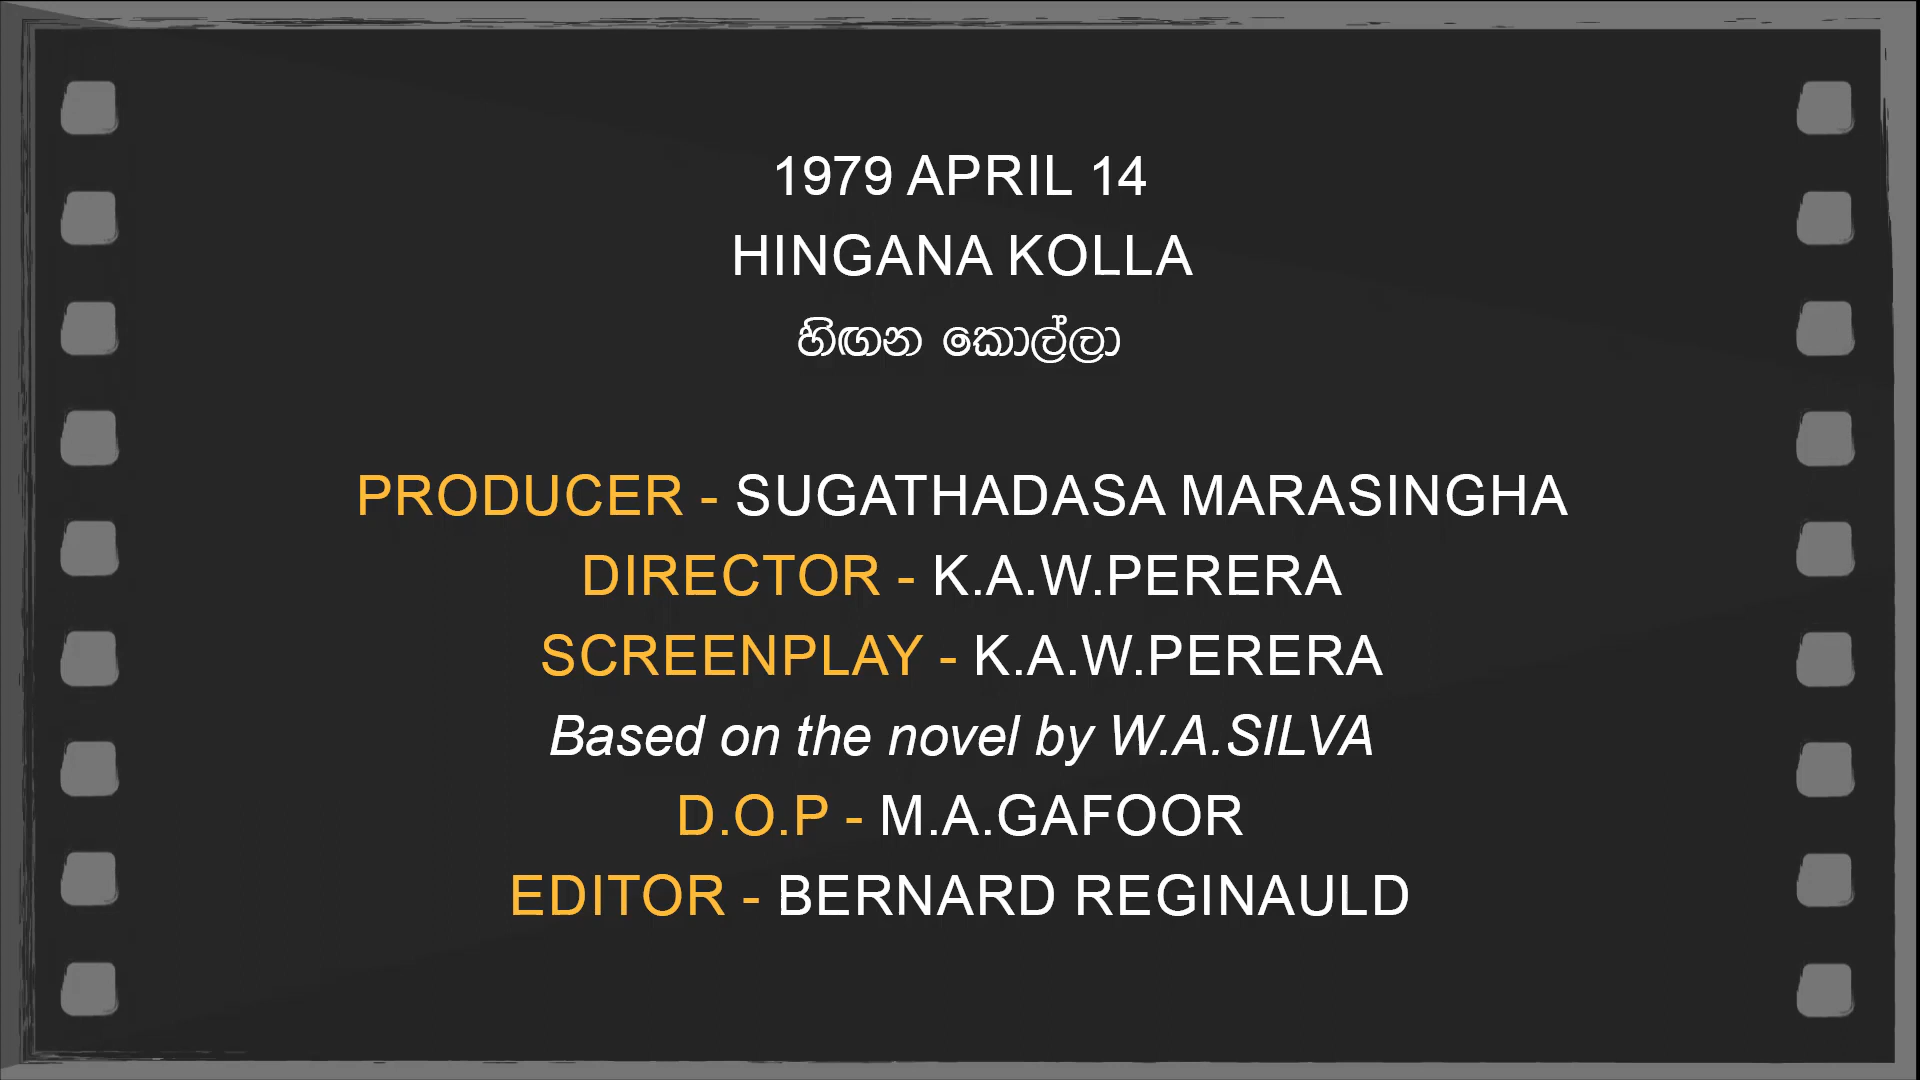 1979 APRIL 14
HINGANA KOLLA
හිඟන කොල්ලා
PRODUCER - SUGATHADASA MARASINGHA
DIRECTOR - K.A.W.PERERA
SCREENPLAY - K.A.W.PERERA
Based on the novel by W.A.SILVA
D.O.P - M.A.GAFOOR
EDITOR - BERNARD REGINAULD